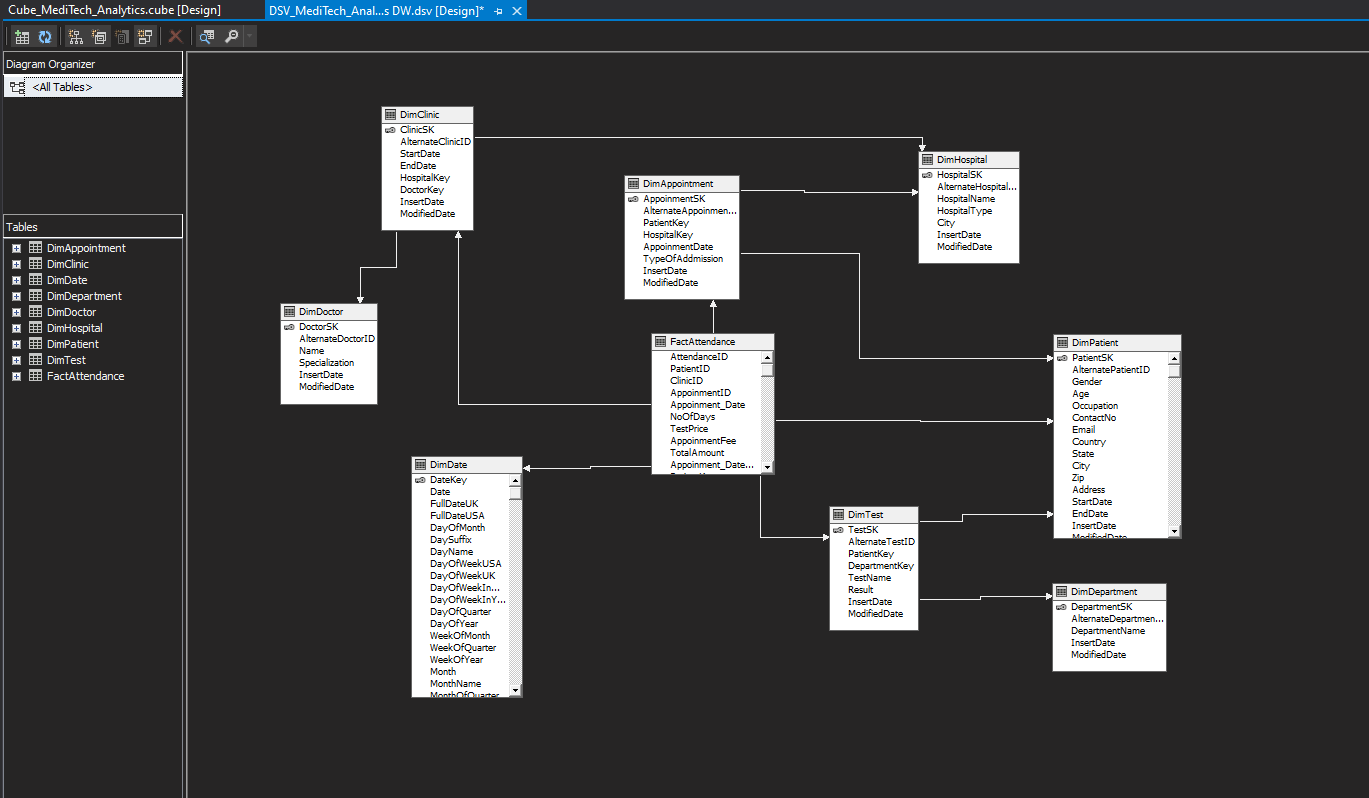 Cube_MediTech_Analytics.cube [Design]
DSV_MediTech_Anal...s DW.dsv [Design]*
Diagram Organizer
<All Tables>
Tables
DimAppointment
DimClinic
DimDate
DimDepartment
DimDoctor
DimHospital
DimPatient
DimTest
FactAttendance
DimClinic
ClinicSK
AlternateClinicID
StartDate
EndDate
HospitalKey
DoctorKey
InsertDate
ModifiedDate
DimHospital
HospitalSK
AlternateHospital...
HospitalName
HospitalType
City
InsertDate
ModifiedDate
DimAppointment
AppoinmentSK
AlternateAppoinmen...
PatientKey
HospitalKey
AppoinmentDate
TypeOfAddmission
InsertDate
ModifiedDate
DimDoctor
DoctorSK
AlternateDoctorID
Name
Specialization
InsertDate
ModifiedDate
FactAttendance
AttendanceID
PatientID
ClinicID
AppoinmentID
Appoinment_Date
NoOfDays
TestPrice
AppoinmentFee
TotalAmount
Appoinment_Date...
DimPatient
PatientSK
AlternatePatientID
Gender
Age
Occupation
ContactNo
Email
Country
State
City
Zip
Address
StartDate
EndDate
InsertDate
ModifiedDate
DimDate
DateKey
Date
FullDateUK
FullDateUSA
DayOfMonth
DaySuffix
DayName
DayOfWeekUSA
DayOfWeekUK
DayOfWeekIn...
DayOfWeekInY...
DayOfQuarter
DayOfYear
WeekOfMonth
WeekOfQuarter
WeekOfYear
Month
MonthName
MonthOfQuarter
DimTest
TestSK
AlternateTestID
PatientKey
DepartmentKey
TestName
Result
InsertDate
ModifiedDate
DimDepartment
DepartmentSK
AlternateDepartmen...
DepartmentName
InsertDate
ModifiedDate